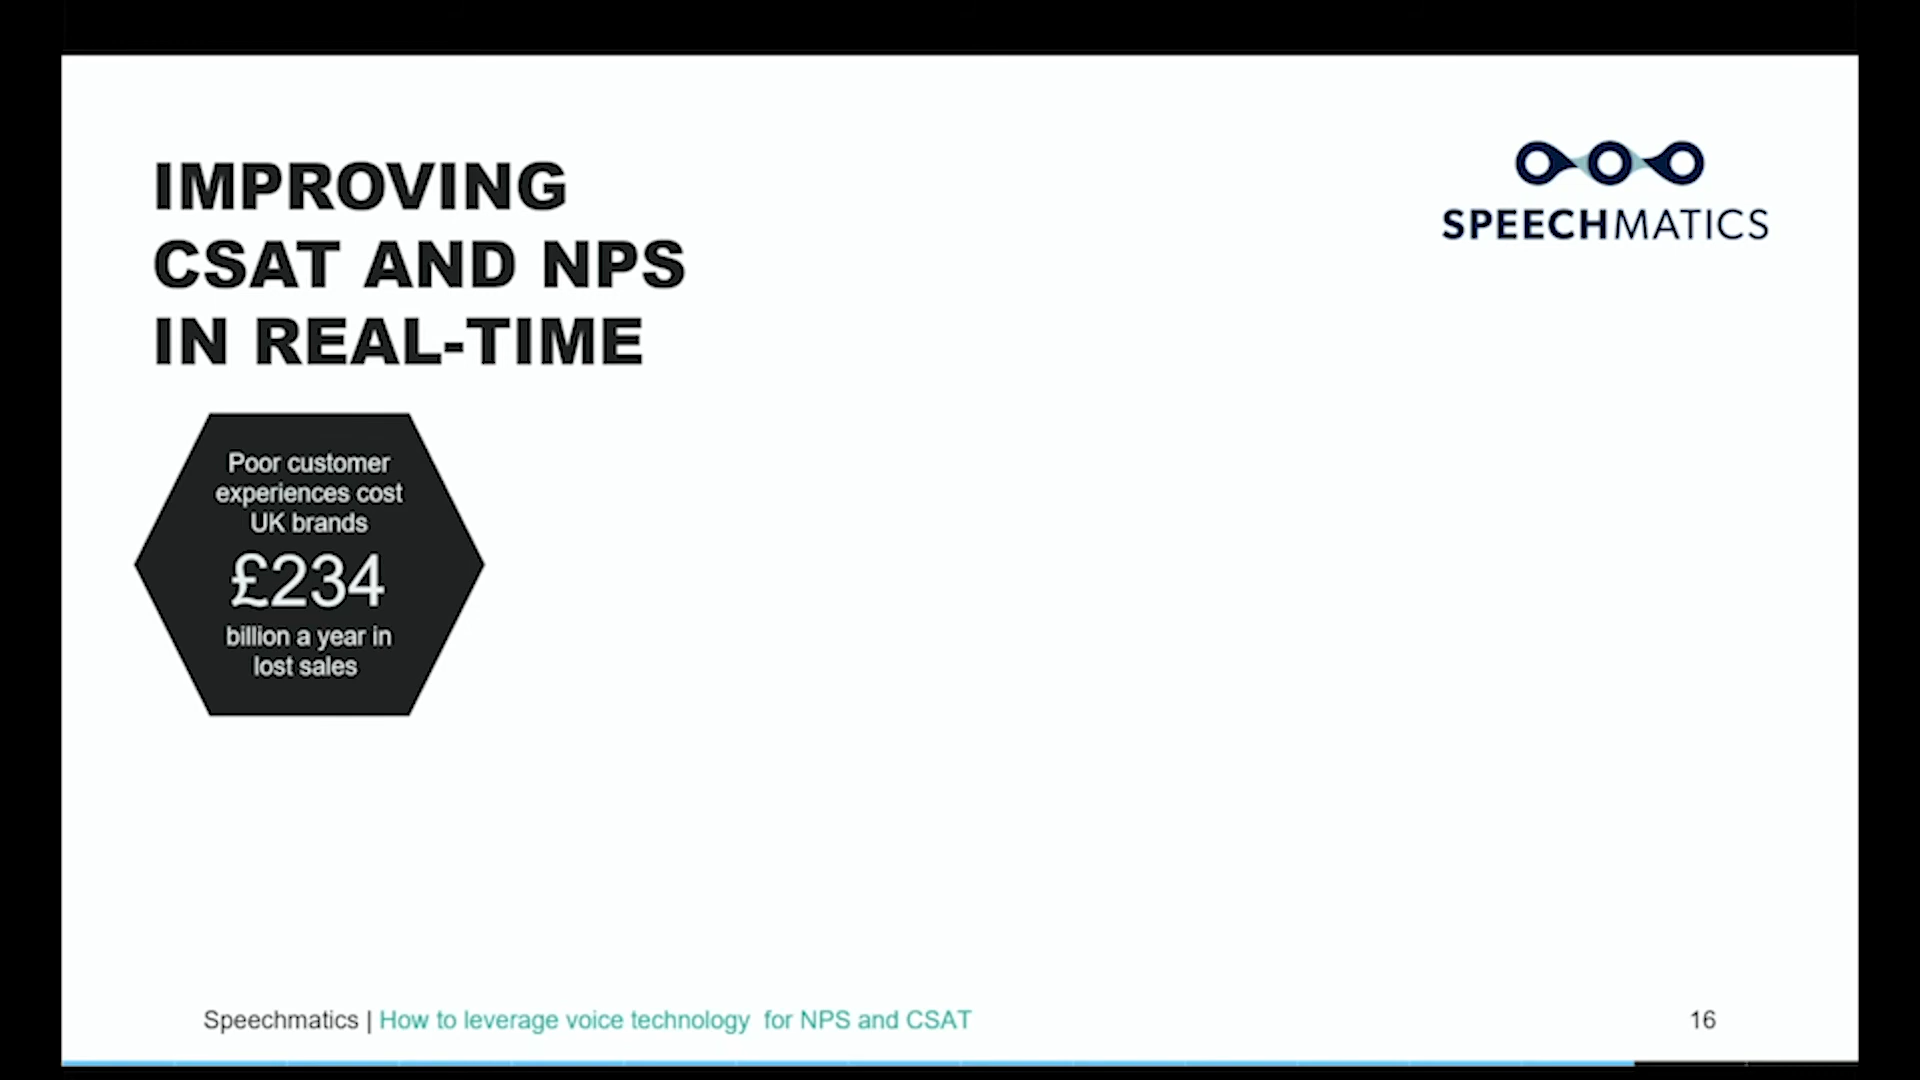 IMPROVING
CSAT AND NPS
IN REAL-TIME
SPEECHMATICS
Poor customer
experiences cost
UK brands
£234
billion a year in
lost sales
Speechmatics | How to leverage voice technology  for NPS and CSAT
16